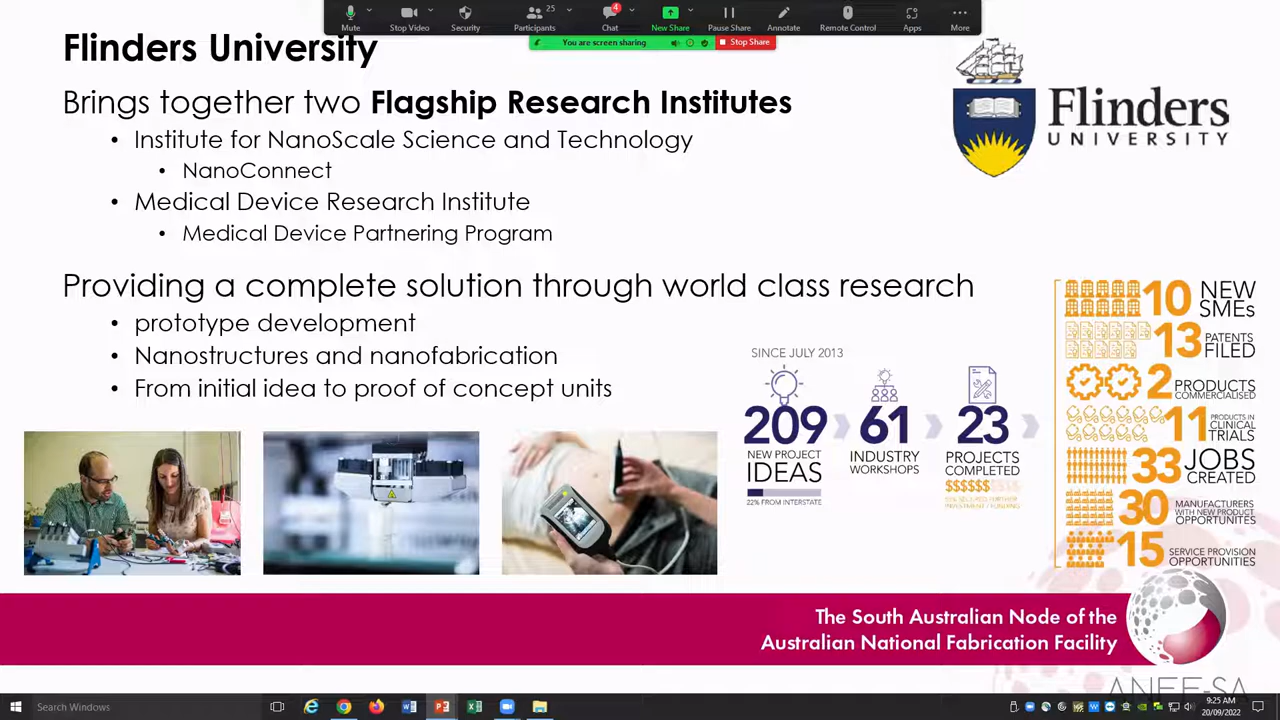 Mute
Stop Video
Security
Participants
25
Chat
4
New Share
Pause Share
Annotate
Remote Control
Apps
More
You are screen sharing
Stop Share
Flinders University
Brings together two Flagship Research Institutes
• Institute for NanoScale Science and Technology
• NanoConnect
• Medical Device Research Institute
• Medical Device Partnering Program
Flinders
UNIVERSITY
Providing a complete solution through world class research
• prototype development
• Nanostructures and nanofabrication
• From initial idea to proof of concept units
SINCE JULY 2013
209
NEW PROJECT
IDEAS
22% FROM INTERSTATE
61
INDUSTRY
WORKSHOPS
23
PROJECTS
COMPLETED
$$$$$$
10 NEW
SMEs
13 PATENTS
FILED
2 PRODUCTS
COMMERCIALISED
11 PRODUCTS IN
CLINICAL
TRIALS
33 JOBS
CREATED
30 MANUFACTURERS
WITH NEW PRODUCT
OPPORTUNITES
15 SERVICE PROVISION
OPPORTUNITIES
The South Australian Node of the
Australian National Fabrication Facility
ANFF-SA
Search Windows
9:25 AM
20/09/2022